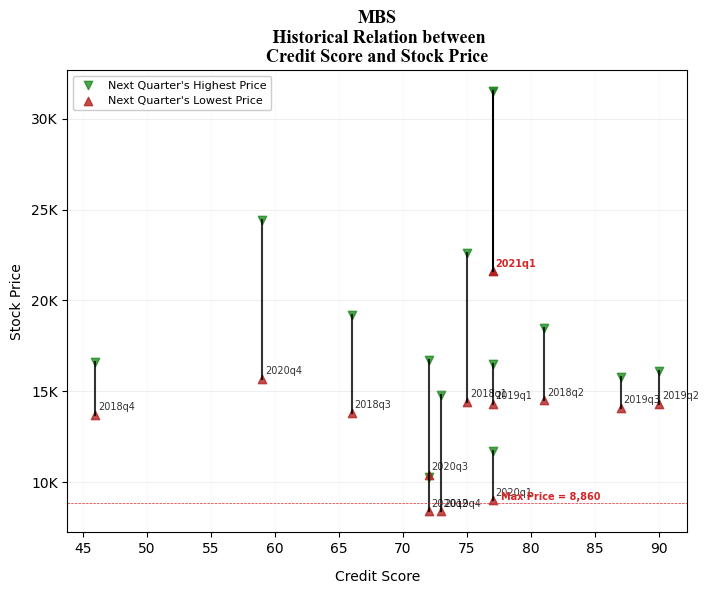 MBS
Historical Relation between
Credit Score and Stock Price
Next Quarter's Highest Price
Next Quarter's Lowest Price
30K
25K
20K
15K
10K
Stock Price
2021q1
2020q4
2018q4
2018q3
2018q1
2019q1
2018q2
2019q3
2019q2
2020q3
2020q1
Max Price = 8,860
2020q2
2019q4
45 50 55 60 65 70 75 80 85 90
Credit Score